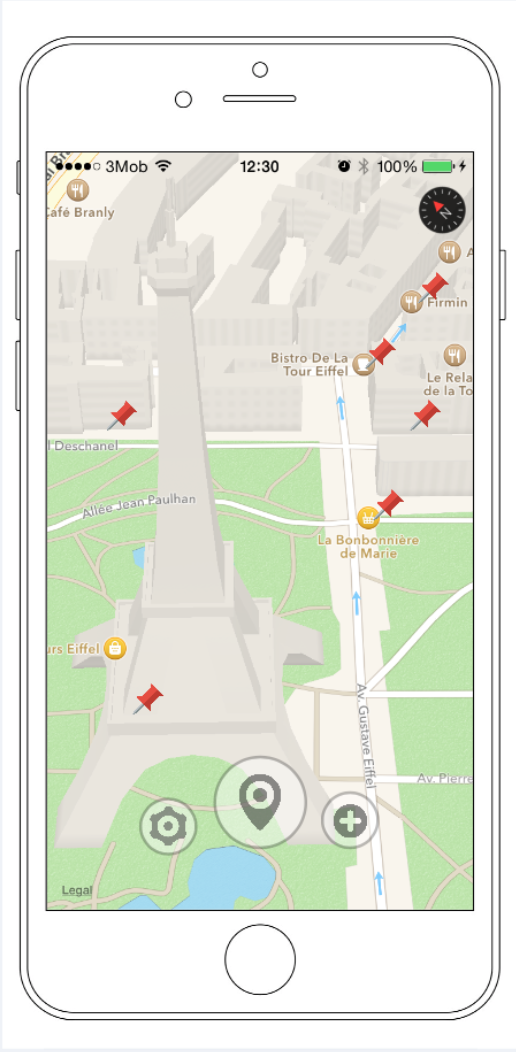 3Mob 12:30 100%
Café Branly
N
Firmin
Bistro De La
Tour Eiffel
Le Rela
de la To
l Deschanel
Allée Jean Paulhan
La Bonbonnière
de Marie
urs Eiffel
Av. Gustave Eiffel
Av. Pierre
Legal